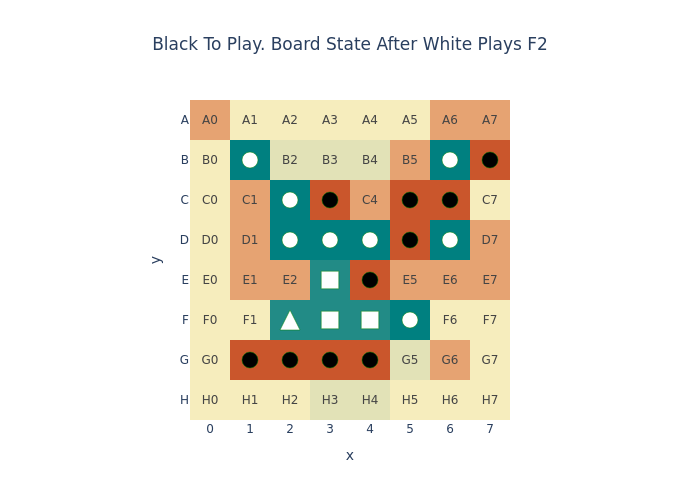 Black To Play. Board State After White Plays F2
A A0 A1 A2 A3 A4 A5 A6 A7
B B0 B2 B3 B4 B5
C C0 C1 C4 C7
D D0 D1 D7
E E0 E1 E2 E5 E6 E7
F F0 F1 F6 F7
G G0 G5 G6 G7
H H0 H1 H2 H3 H4 H5 H6 H7
0 1 2 3 4 5 6 7
x
y